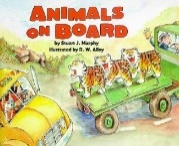 ANIMALS
ON BOARD
by Stuart J. Murphy
Illustrated by R. W. Alley